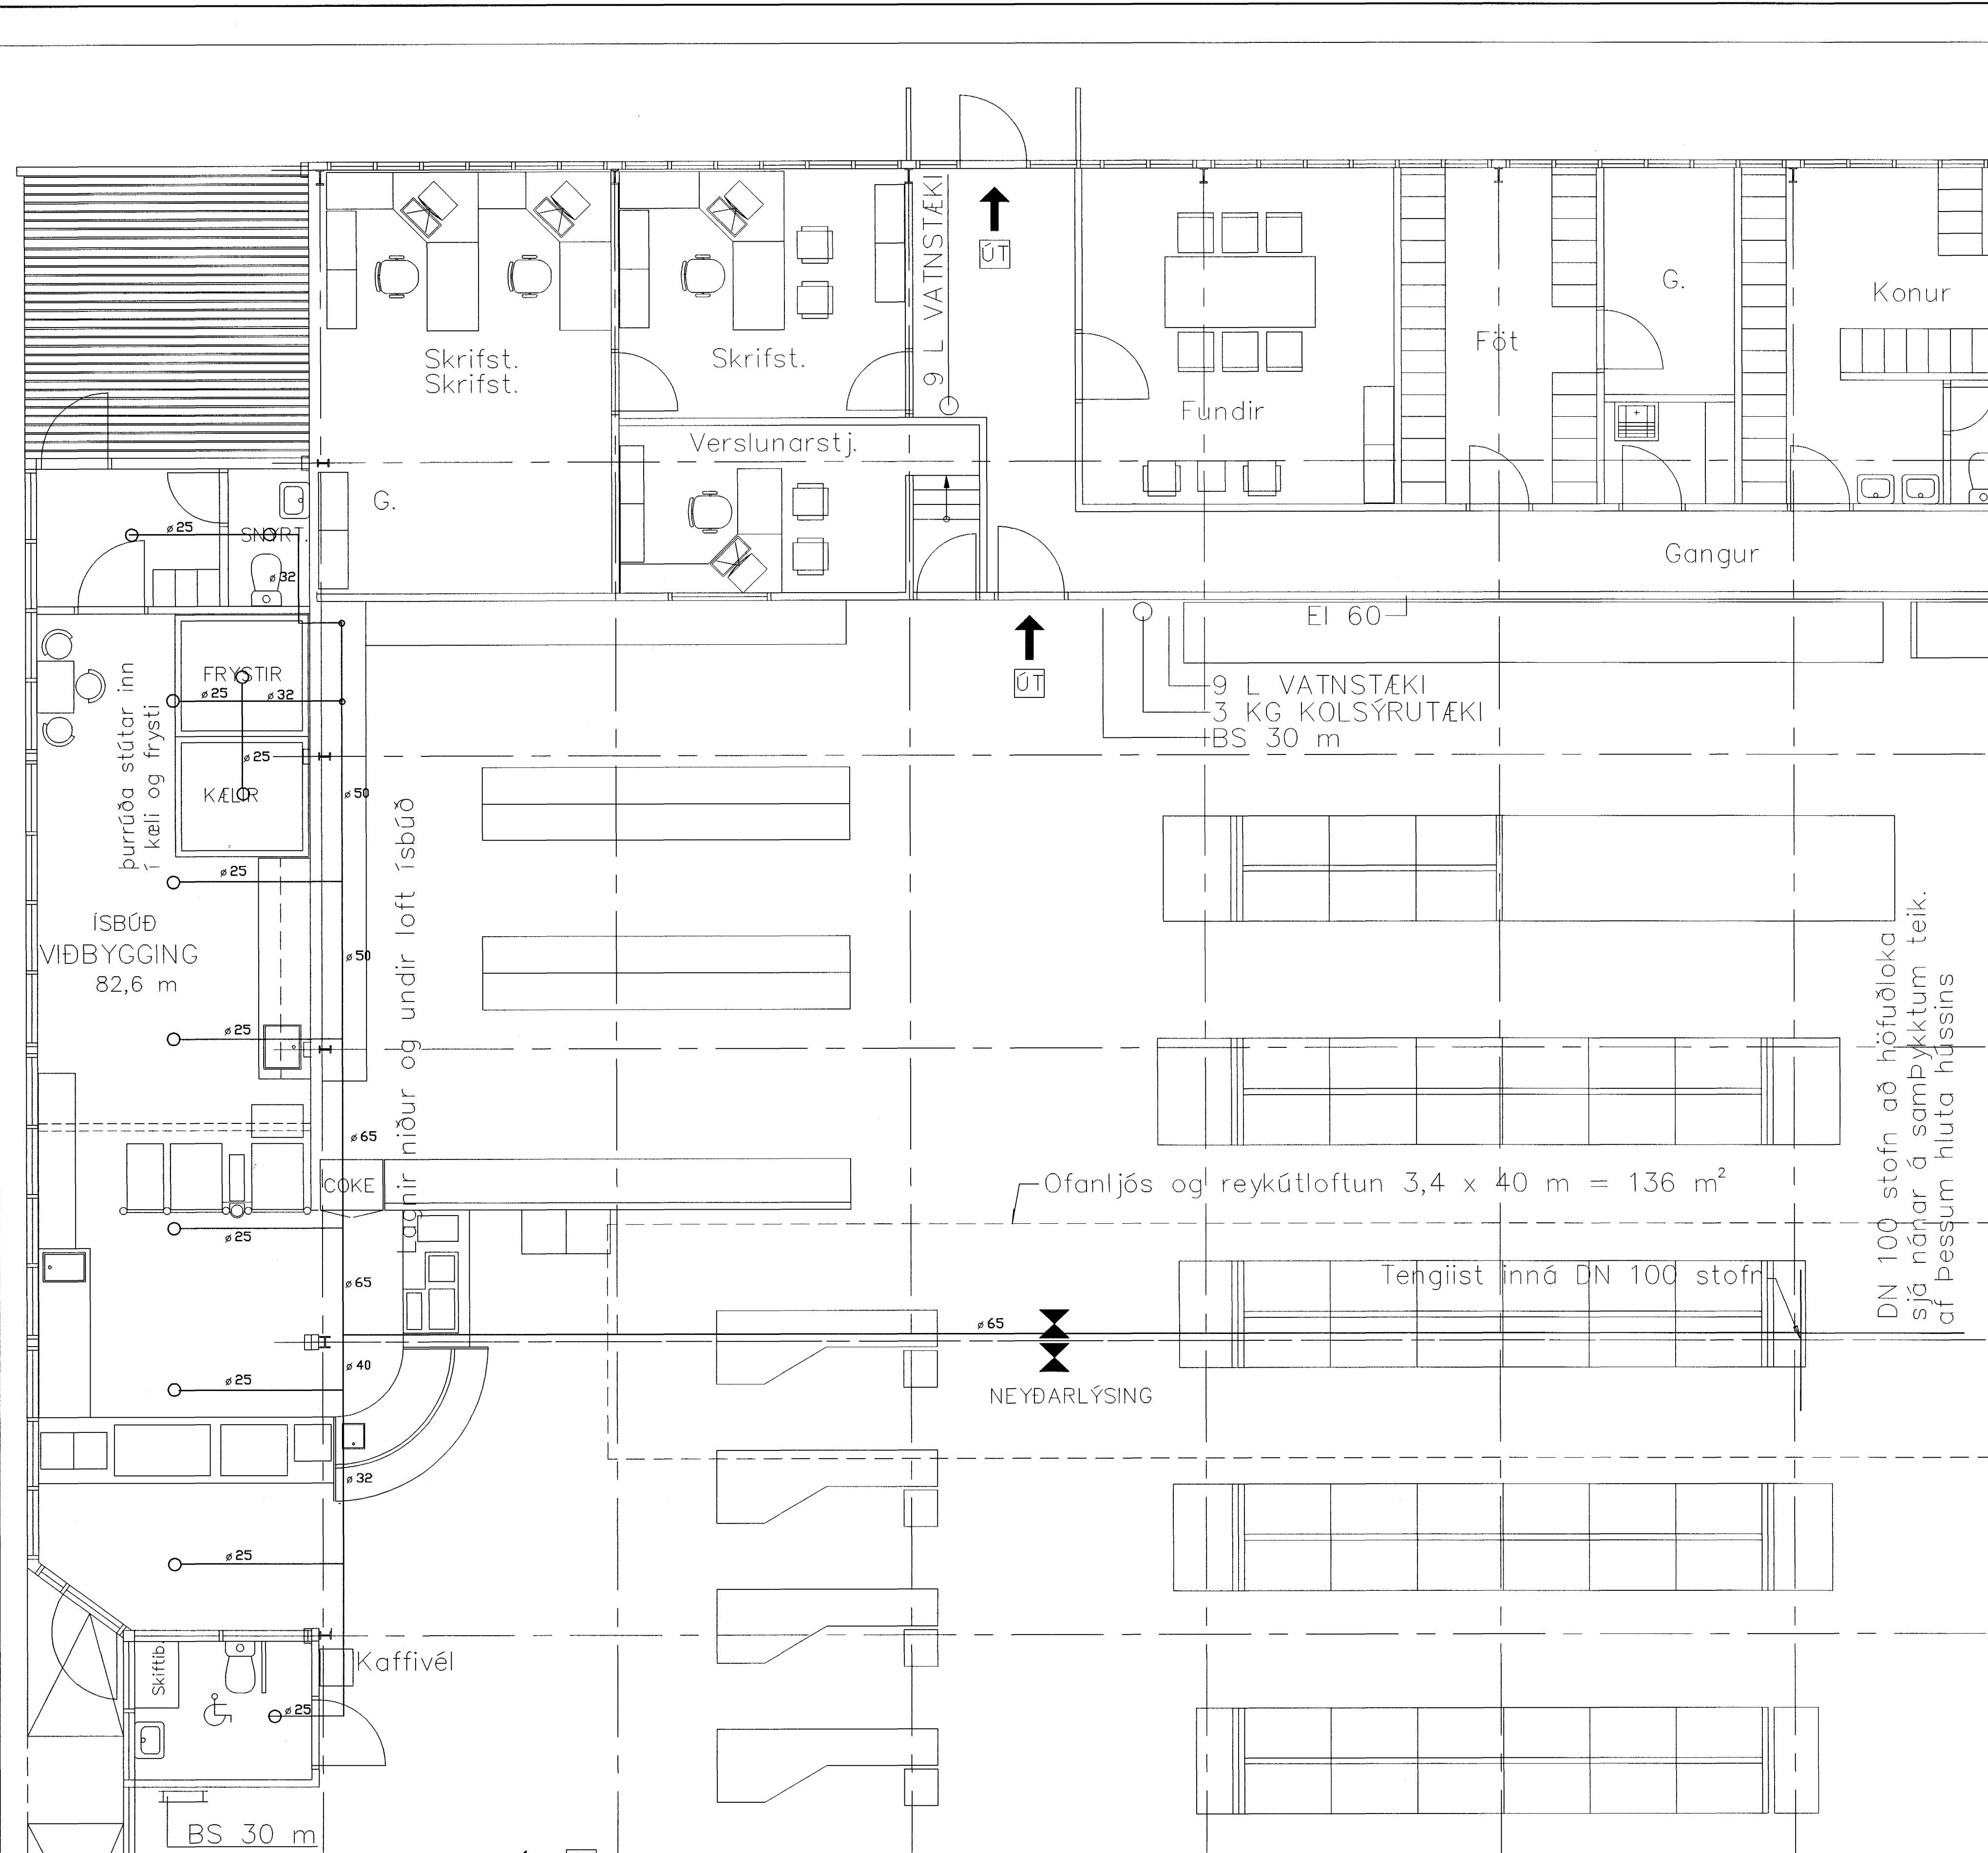 9 L VATNSTÆKI
ÚT
Skrifst.
Skrifst.
Skrifst.
Verslunarstj.
Fundir
Föt
G.
Konur
G.
Gangur
ø25
SNYRT.
ø32
EI 60
ÚT
9 L VATNSTÆKI
3 KG KOLSÝRUTÆKI
BS 30 m
FRYSTIR
ø25
ø32
ø25
KÆLIR
þurrúða stútar inn
í kæli og frysti
ø50
ø25
ÍSBÚÐ
VIÐBYGGING
82,6 m
ø50
ø25
Lagnir niður og undir loft ísbúð
ø65
COKE
ø25
ø65
Ofanljós og reykútloftun 3,4 x 40 m = 136 m²
Tengiist inná DN 100 stofn
DN 100 stofn að höfuðloka
sjá nánar á samÞykktum teik.
af Þessum hluta hússins
ø65
NEYÐARLÝSING
ø40
ø25
ø32
ø25
Kaffivél
Skiftib.
ø25
BS 30 m